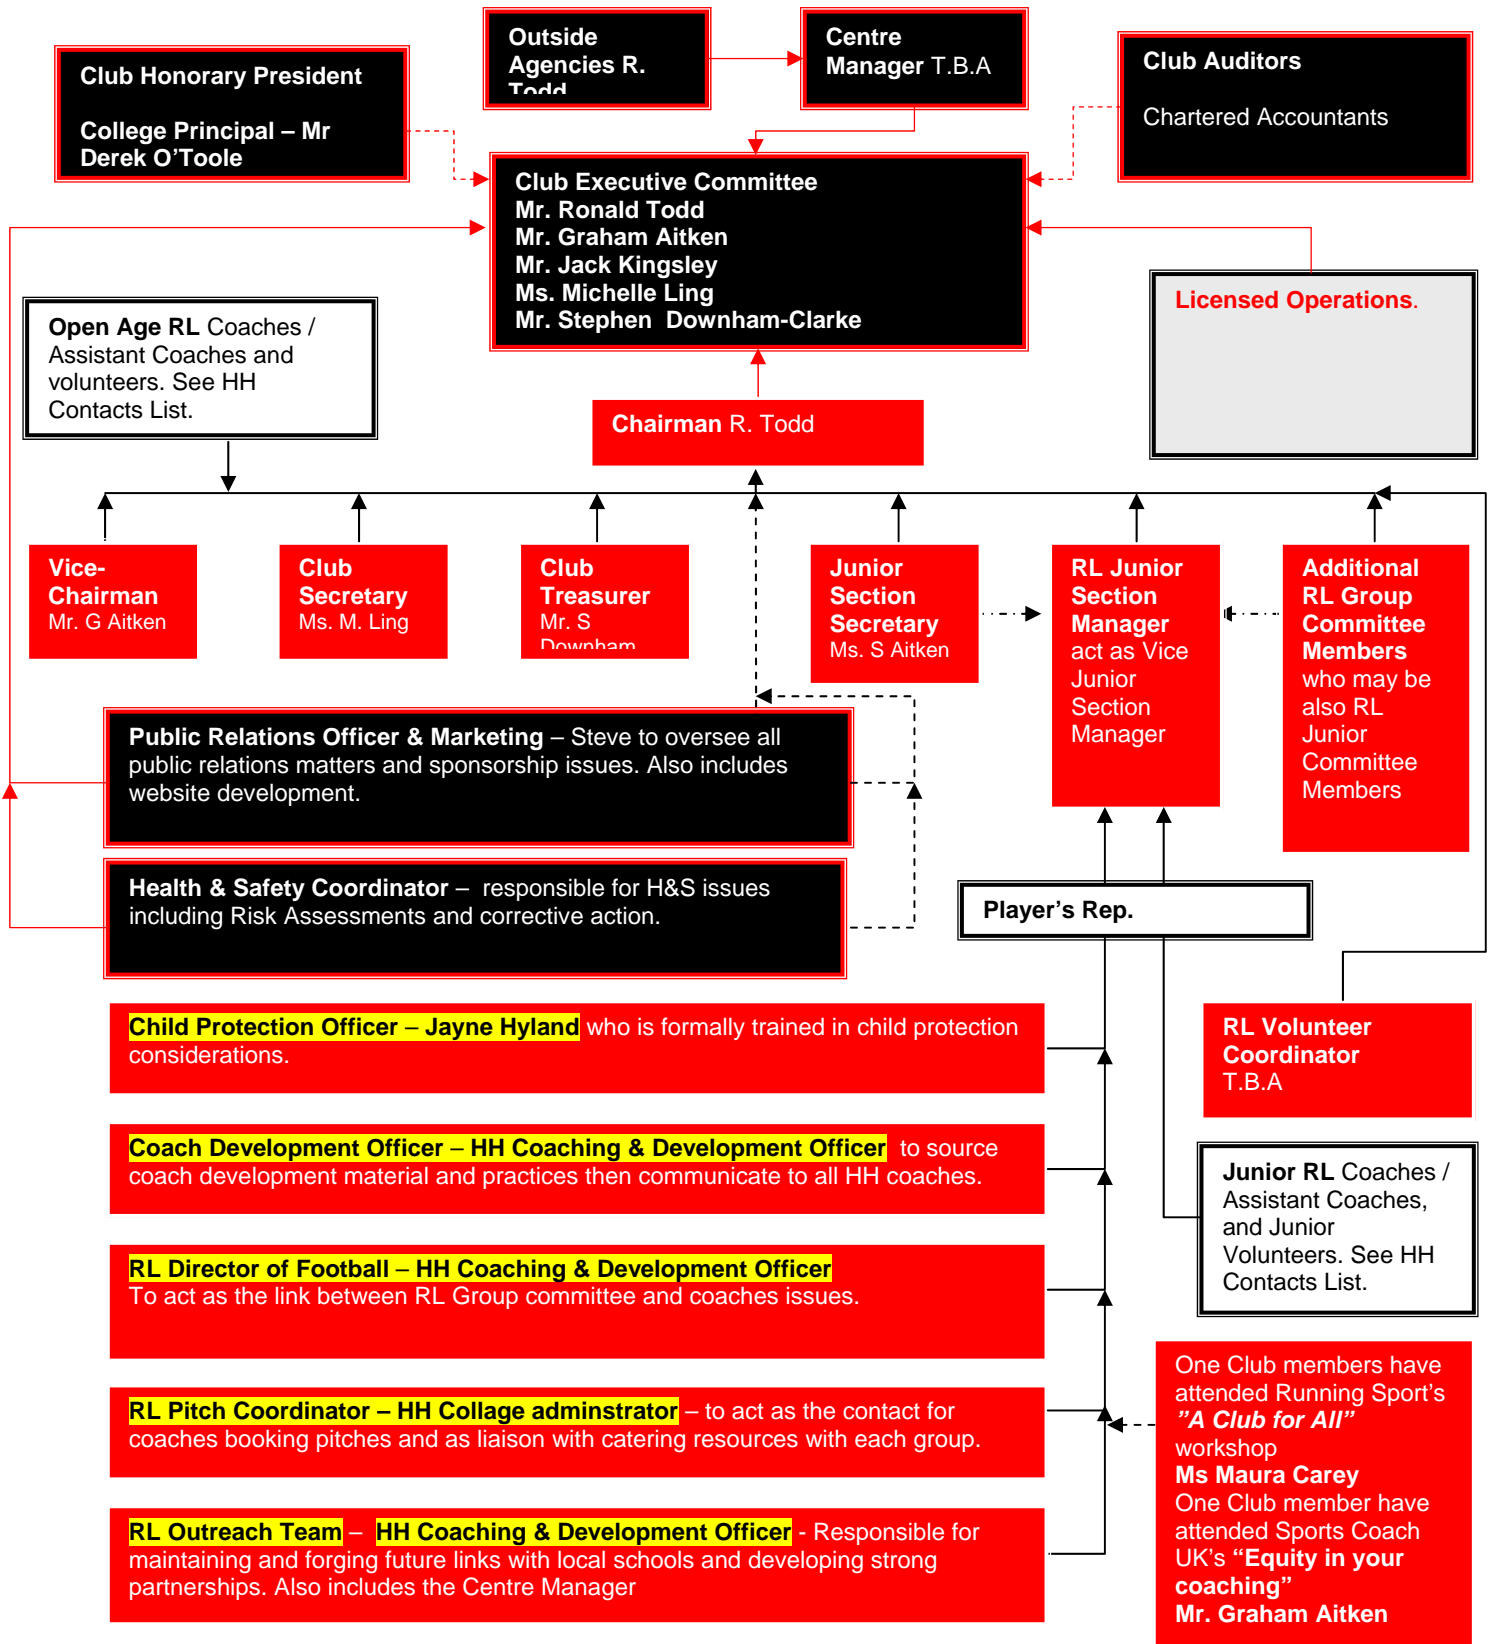 Outside
Agencies R.
Todd
Centre
Manager T.B.A
Club Auditors
Chartered Accountants
Club Honorary President
College Principal – Mr
Derek O'Toole
Club Executive Committee
Mr. Ronald Todd
Mr. Graham Aitken
Mr. Jack Kingsley
Ms. Michelle Ling
Mr. Stephen  Downham-Clarke
Licensed Operations.
Open Age RL Coaches /
Assistant Coaches and
volunteers. See HH
Contacts List.
Chairman R. Todd
Vice-
Chairman
Mr. G Aitken
Club
Secretary
Ms. M. Ling
Club
Treasurer
Mr. S
Downham
Junior
Section
Secretary
Ms. S Aitken
RL Junior
Section
Manager
act as Vice
Junior
Section
Manager
Additional
RL Group
Committee
Members
who may be
also RL
Junior
Committee
Members
Public Relations Officer & Marketing – Steve to oversee all
public relations matters and sponsorship issues. Also includes
website development.
Health & Safety Coordinator –  responsible for H&S issues
including Risk Assessments and corrective action.
Player's Rep.
Child Protection Officer – Jayne Hyland who is formally trained in child protection
considerations.
RL Volunteer
Coordinator
T.B.A
Coach Development Officer – HH Coaching & Development Officer  to source
coach development material and practices then communicate to all HH coaches.
Junior RL Coaches /
Assistant Coaches,
and Junior
Volunteers. See HH
Contacts List.
RL Director of Football – HH Coaching & Development Officer
To act as the link between RL Group committee and coaches issues.
RL Pitch Coordinator – HH Collage adminstrator – to act as the contact for
coaches booking pitches and as liaison with catering resources with each group.
RL Outreach Team –  HH Coaching & Development Officer - Responsible for
maintaining and forging future links with local schools and developing strong
partnerships. Also includes the Centre Manager
One Club members have
attended Running Sport's
"A Club for All"
workshop
Ms Maura Carey
One Club member have
attended Sports Coach
UK's "Equity in your
coaching"
Mr. Graham Aitken